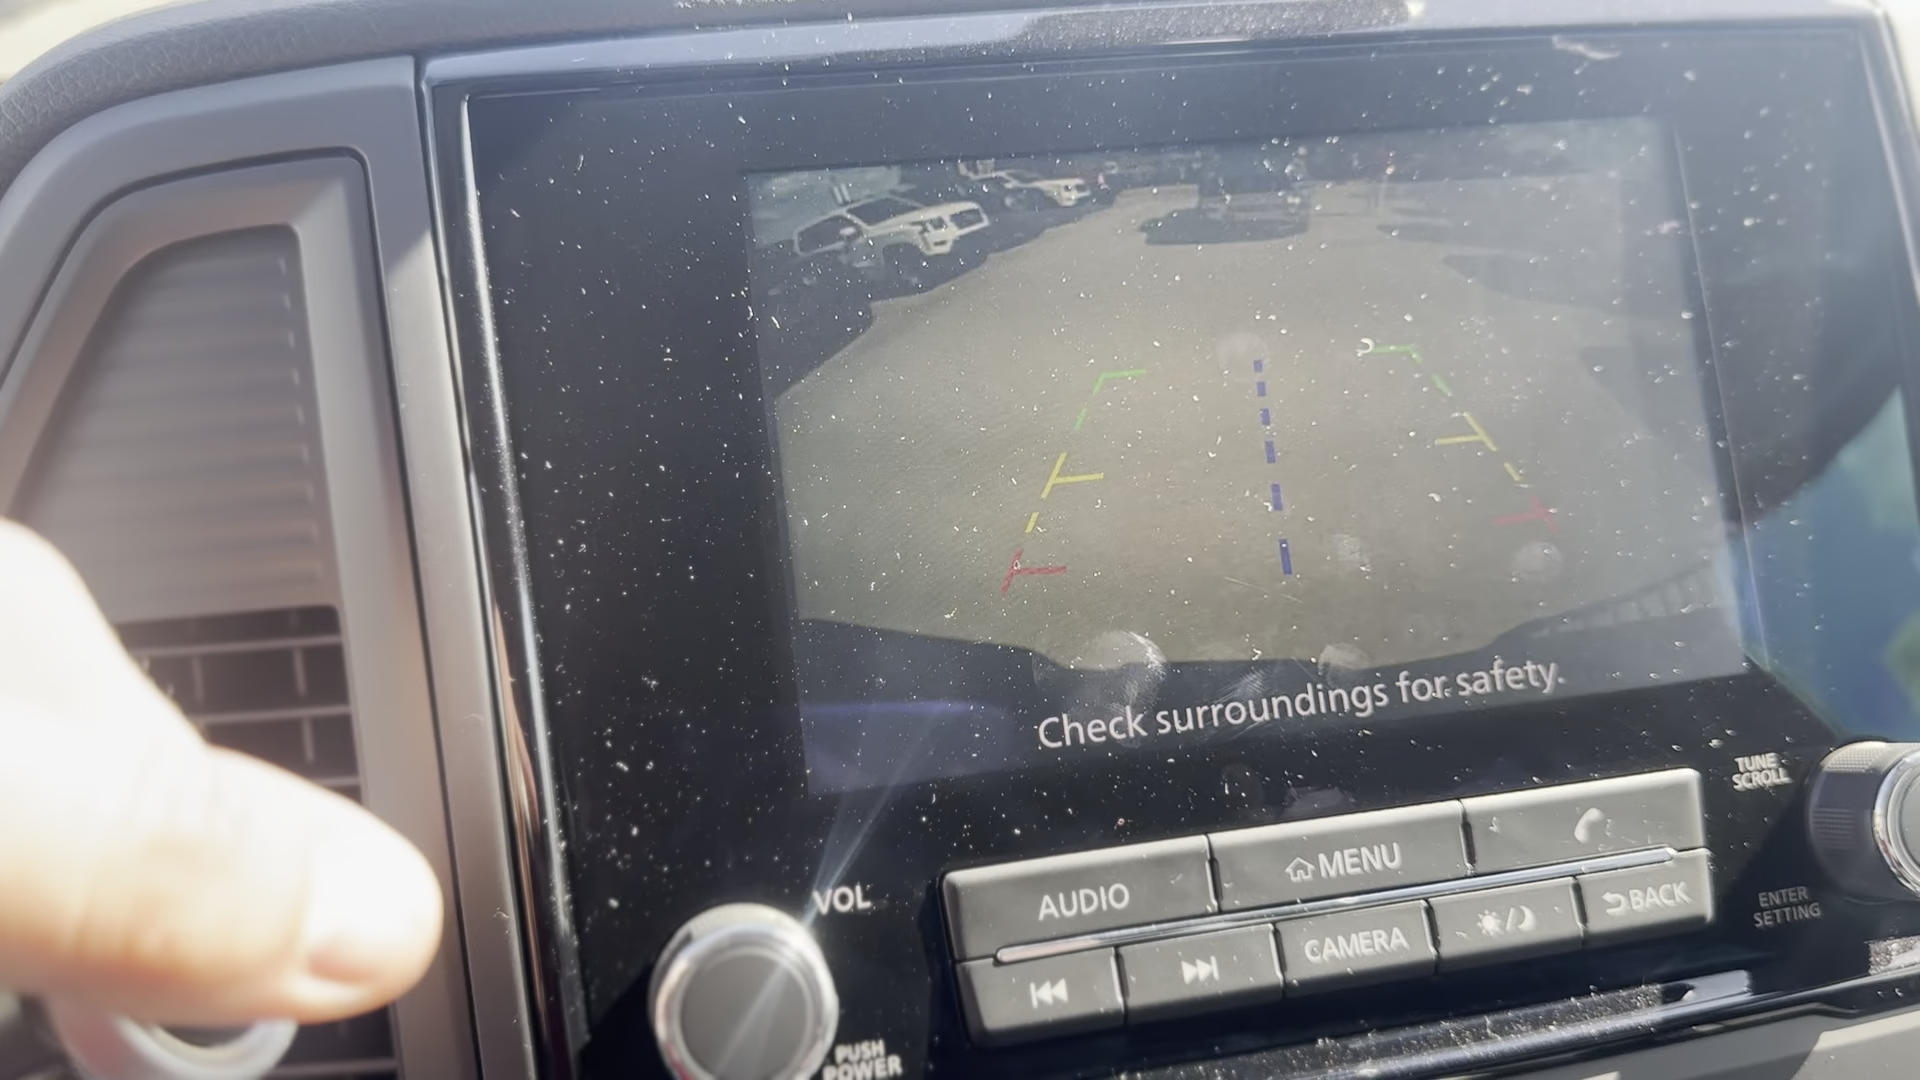 Check surroundings for safety.
TUNE
SCROLL
VOL
AUDIO
MENU
CAMERA
BACK
ENTER
SETTING
PUSH
POWER